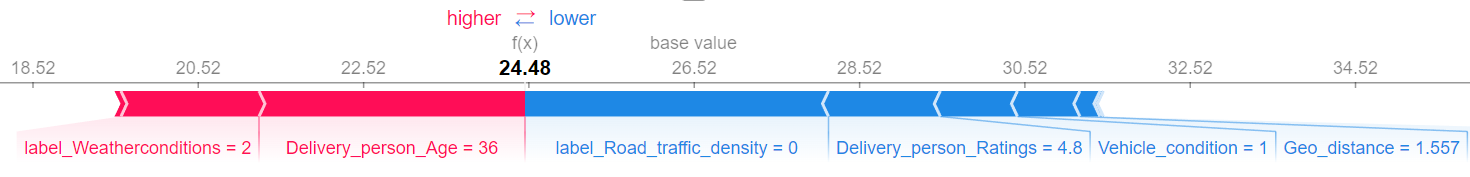 higher ⇄ lower
f(x) base value
18.52 20.52 22.52 24.48 26.52 28.52 30.52 32.52 34.52
label_Weatherconditions = 2 Delivery_person_Age = 36 label_Road_traffic_density = 0 Delivery_person_Ratings = 4.8 Vehicle_condition = 1 Geo_distance = 1.557